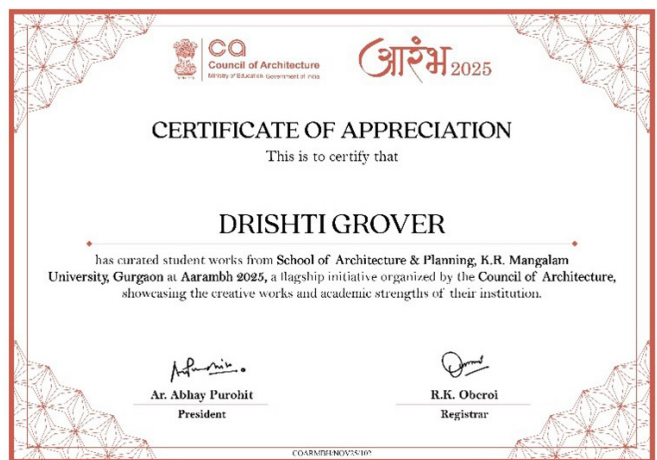 ca
Council of Architecture
Ministry of Education Government of India
आरंभ 2025
CERTIFICATE OF APPRECIATION
This is to certify that
DRISHTI GROVER
has curated student works from School of Architecture & Planning, K.R. Mangalam
University, Gurgaon at Aarambh 2025, a flagship initiative organized by the Council of Architecture,
showcasing the creative works and academic strengths of their institution.
Ar. Abhay Purohit
President
R.K. Oberoi
Registrar